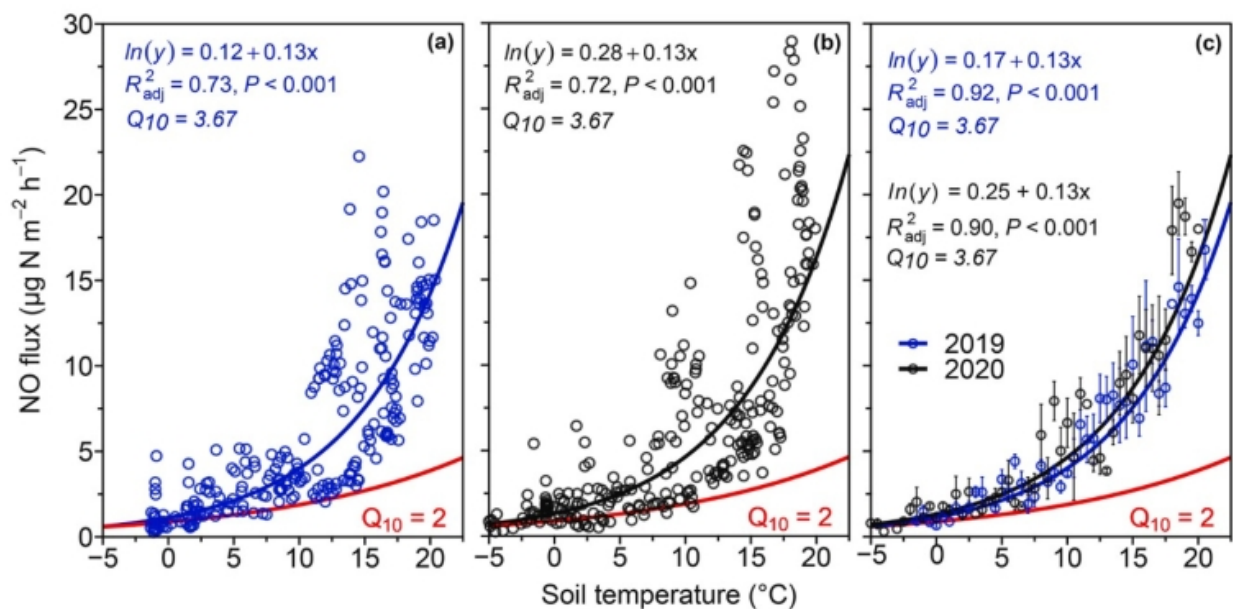 30
25
20
15
10
5
0
NO flux (µg N m⁻² h⁻¹)
(a)
ln(y) = 0.12 + 0.13x
R²adj = 0.73, P < 0.001
Q10 = 3.67
Q₁₀ = 2
−5 0 5 10 15 20
(b)
ln(y) = 0.28 + 0.13x
R²adj = 0.72, P < 0.001
Q10 = 3.67
Q₁₀ = 2
−5 0 5 10 15 20
(c)
ln(y) = 0.17 + 0.13x
R²adj = 0.92, P < 0.001
Q10 = 3.67
ln(y) = 0.25 + 0.13x
R²adj = 0.90, P < 0.001
Q10 = 3.67
2019
2020
Q₁₀ = 2
−5 0 5 10 15 20
Soil temperature (°C)